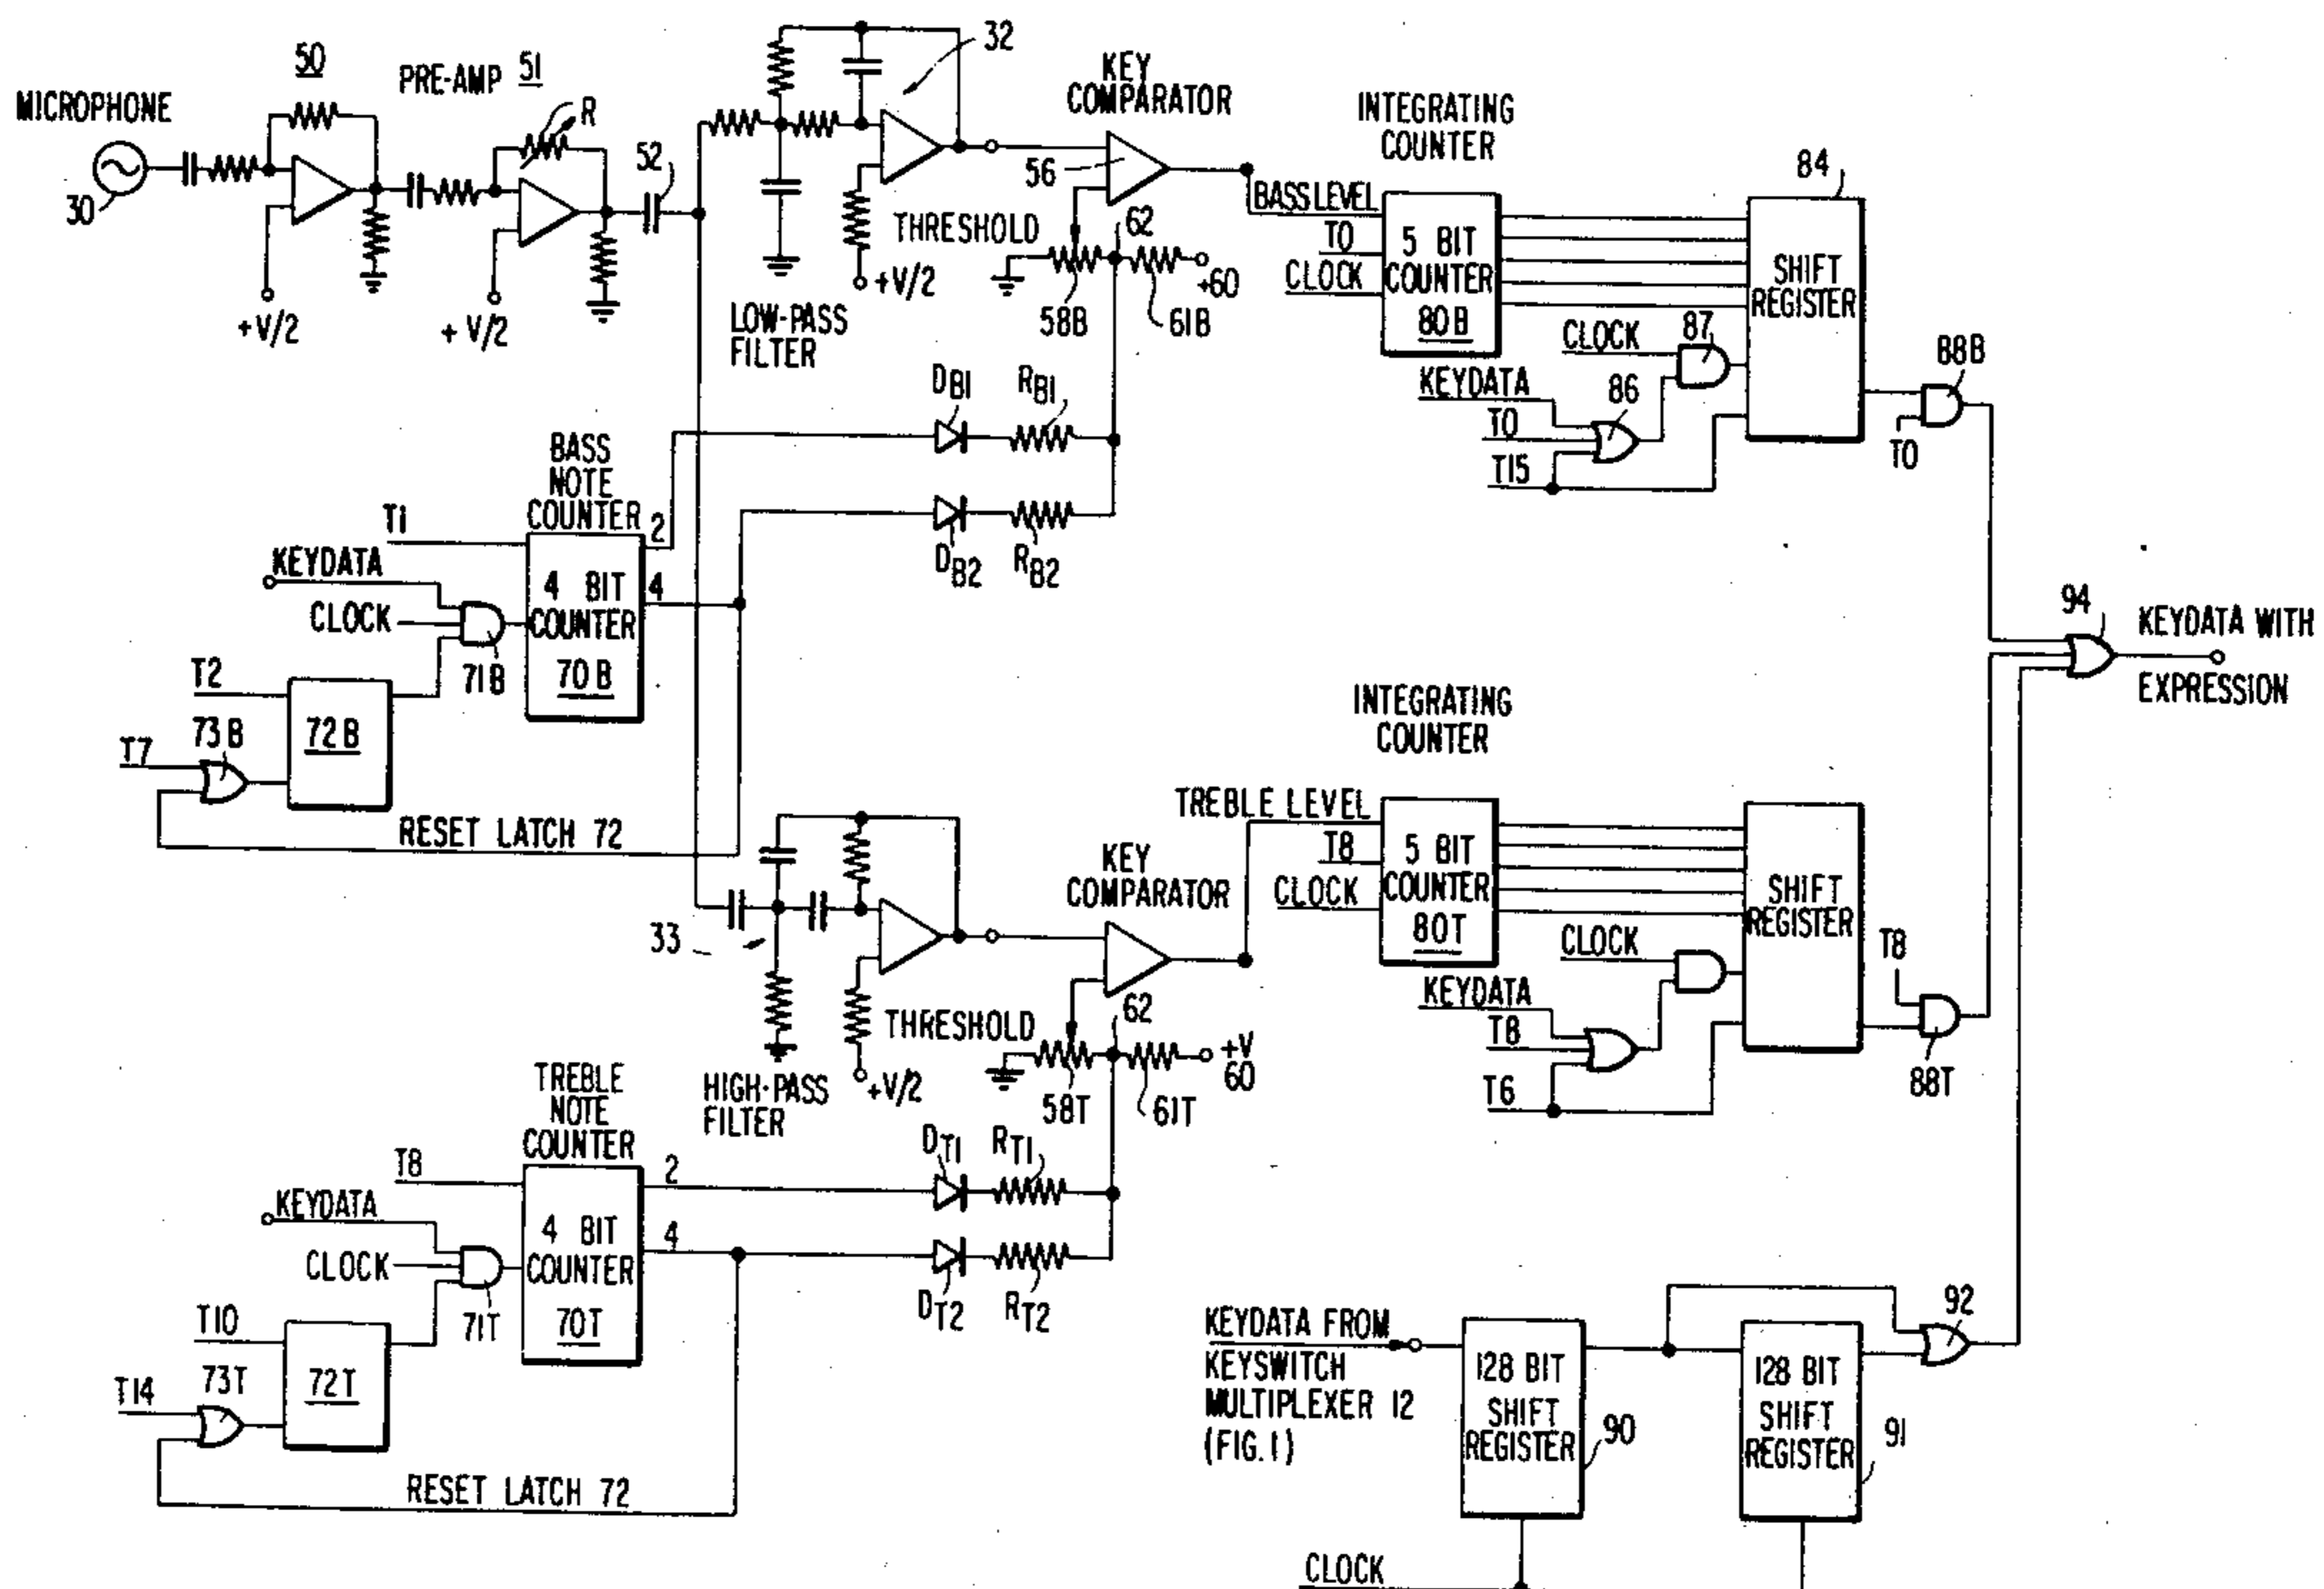 MICROPHONE
30
50
PRE-AMP 51
R
52
+V/2
+ V/2
32
LOW-PASS
FILTER
+V/2
KEY
COMPARATOR
56
THRESHOLD
62
58B
61B
+60
INTEGRATING
COUNTER
BASS LEVEL
T0
CLOCK
5 BIT
COUNTER
80B
84
SHIFT
REGISTER
CLOCK
87
KEYDATA
86
T0
T15
88B
T0
DB1
RB1
DB2
RB2
BASS
NOTE
COUNTER
2
4
T1
KEYDATA
CLOCK
4 BIT
COUNTER
70B
71B
T2
72B
73B
T7
RESET LATCH 72
94
KEYDATA WITH
EXPRESSION
33
HIGH-PASS
FILTER
+V/2
KEY
COMPARATOR
THRESHOLD
62
58T
61T
+V
60
INTEGRATING
COUNTER
TREBLE LEVEL
T8
CLOCK
5 BIT
COUNTER
80T
SHIFT
REGISTER
CLOCK
KEYDATA
T8
T6
T8
88T
TREBLE
NOTE
COUNTER
2
4
T8
KEYDATA
CLOCK
4 BIT
COUNTER
70T
71T
T10
72T
73T
T14
RESET LATCH 72
DT1
RT1
DT2
RT2
KEYDATA FROM
KEYSWITCH
MULTIPLEXER 12
(FIG.1)
128 BIT
SHIFT
REGISTER
90
128 BIT
SHIFT
REGISTER
91
92
CLOCK